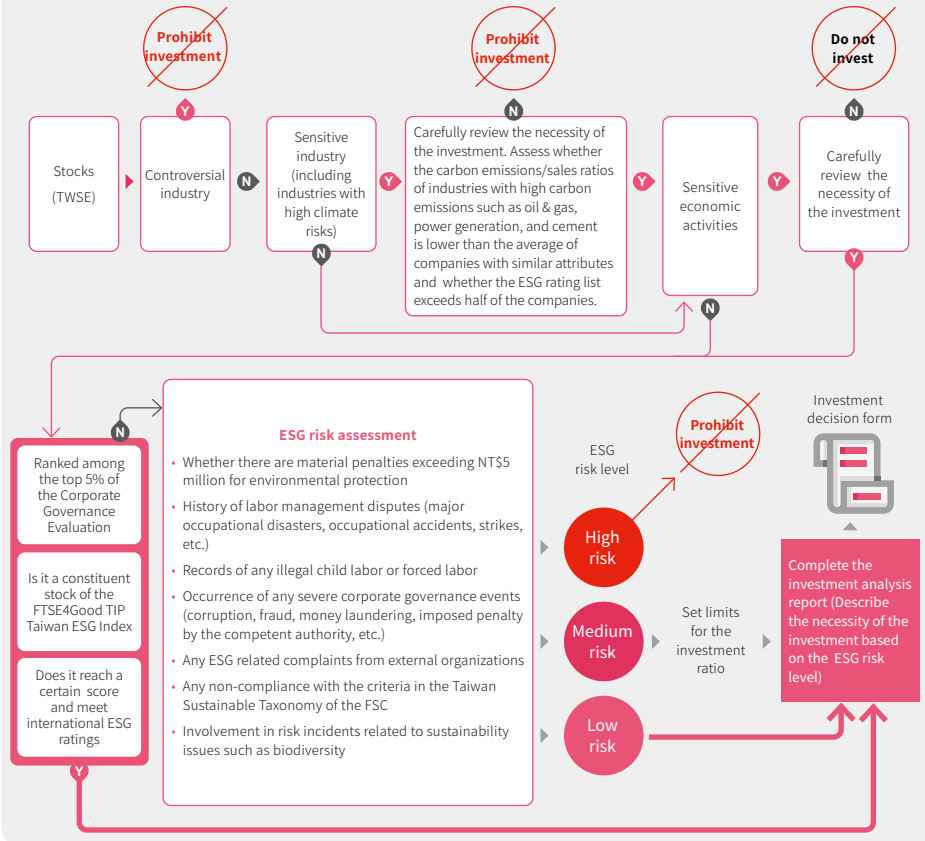 Prohibit
investment
Prohibit
investment
Do not
invest
Y
N
N
Stocks
(TWSE)
Controversial
industry
N
Sensitive
industry
(including
industries with
high climate
risks)
Y
Carefully review the necessity of
the investment. Assess whether
the carbon emissions/sales ratios
of industries with high carbon
emissions such as oil & gas,
power generation, and cement
is lower than the average of
companies with similar attributes
and whether the ESG rating list
exceeds half of the companies.
Y
Sensitive
economic
activities
Y
Carefully
review the
necessity of
the investment
N
N
Y
N
Ranked among
the top 5% of
the Corporate
Governance
Evaluation
Is it a constituent
stock of the
FTSE4Good TIP
Taiwan ESG Index
Does it reach a
certain score
and meet
international ESG
ratings
Y
ESG risk assessment
• Whether there are material penalties exceeding NT$5
million for environmental protection
• History of labor management disputes (major
occupational disasters, occupational accidents, strikes,
etc.)
• Records of any illegal child labor or forced labor
• Occurrence of any severe corporate governance events
(corruption, fraud, money laundering, imposed penalty
by the competent authority, etc.)
• Any ESG related complaints from external organizations
• Any non-compliance with the criteria in the Taiwan
Sustainable Taxonomy of the FSC
• Involvement in risk incidents related to sustainability
issues such as biodiversity
ESG
risk level
Prohibit
investment
High
risk
Medium
risk
Low
risk
Set limits
for the
investment
ratio
Investment
decision form
Complete the
investment analysis
report (Describe
the necessity of the
investment based
on the ESG risk
level)